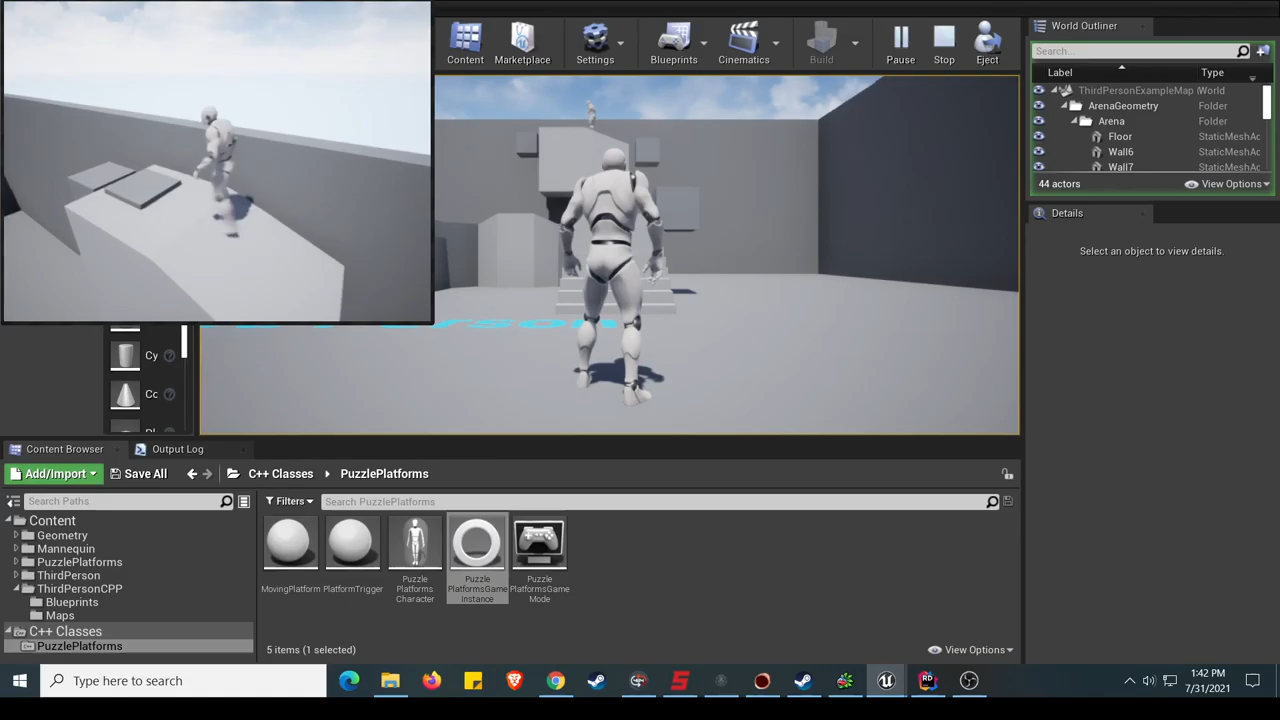 Content
Marketplace
Settings
Blueprints
Cinematics
Build
Pause
Stop
Eject
World Outliner
Search...
Label Type
ThirdPersonExampleMap ( World
ArenaGeometry Folder
Arena Folder
Floor StaticMeshAc
Wall6 StaticMeshAc
Wall7 StaticMeshAc
44 actors View Options
Details
Select an object to view details.
Cy
Content Browser Output Log
Add/Import Save All C++ Classes PuzzlePlatforms
Search Paths
Filters Search PuzzlePlatforms
Content
Geometry
Mannequin
PuzzlePlatforms
ThirdPerson
ThirdPersonCPP
Blueprints
Maps
C++ Classes
PuzzlePlatforms
MovingPlatform
PlatformTrigger
Puzzle
Platforms
Character
Puzzle
PlatformsGame
Instance
Puzzle
PlatformsGame
Mode
5 items (1 selected) View Options
Type here to search
1:42 PM
7/31/2021